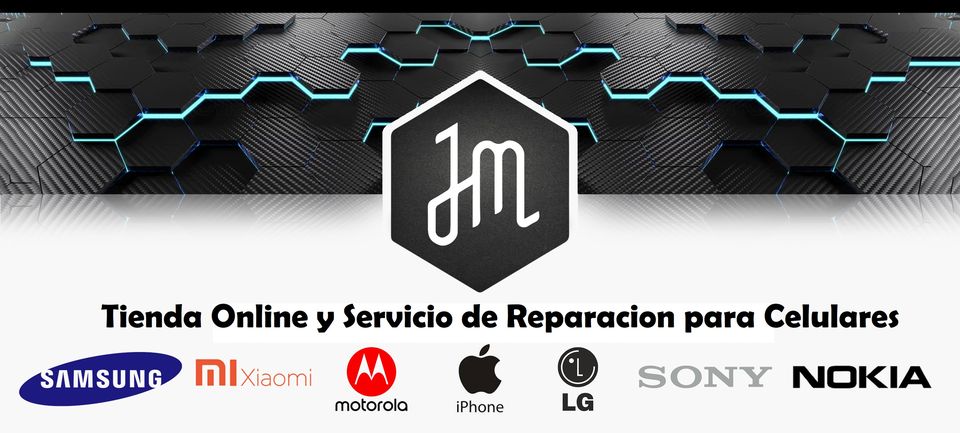 JM
Tienda Online y Servicio de Reparacion para Celulares
SAMSUNG
mi Xiaomi
motorola
iPhone
LG
SONY
NOKIA